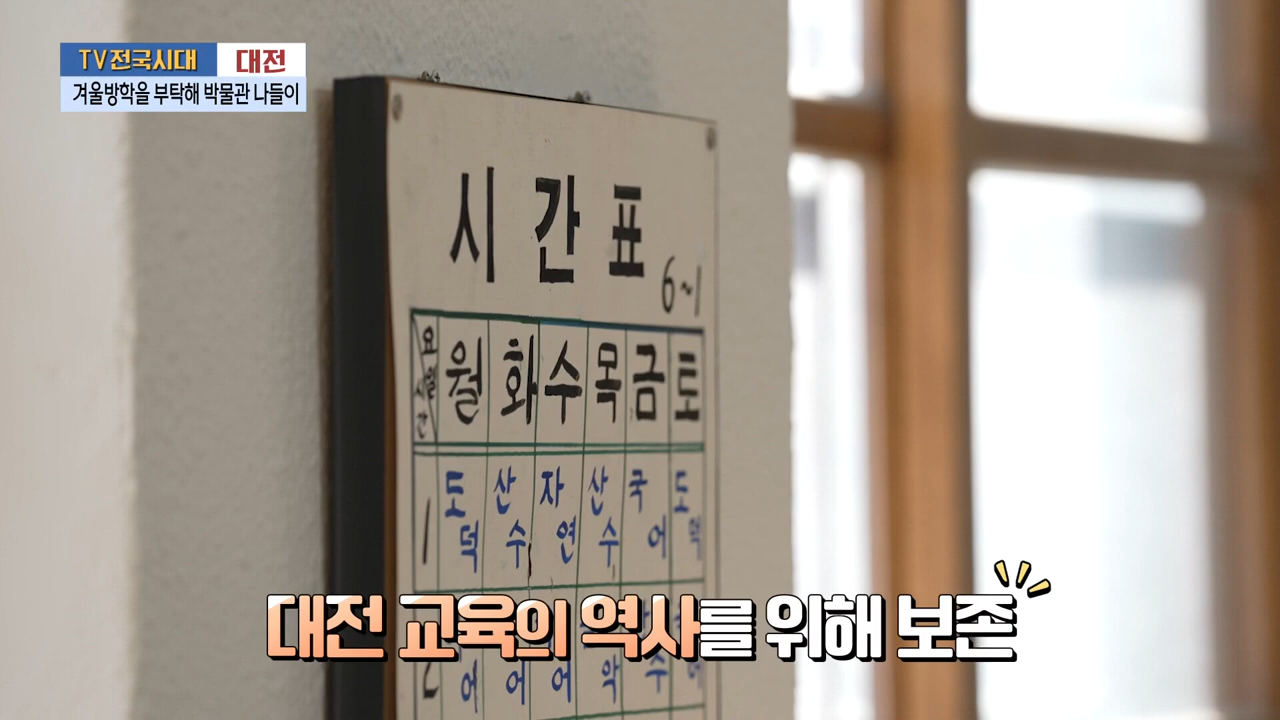 TV전국시대 대전
겨울방학을 부탁해 박물관 나들이
시간표
6~1
요일 시간 월 화 수 목 금 토
1 도덕 산수 자연 산수 국어 도덕
대전 교육의 역사를 위해 보존
2